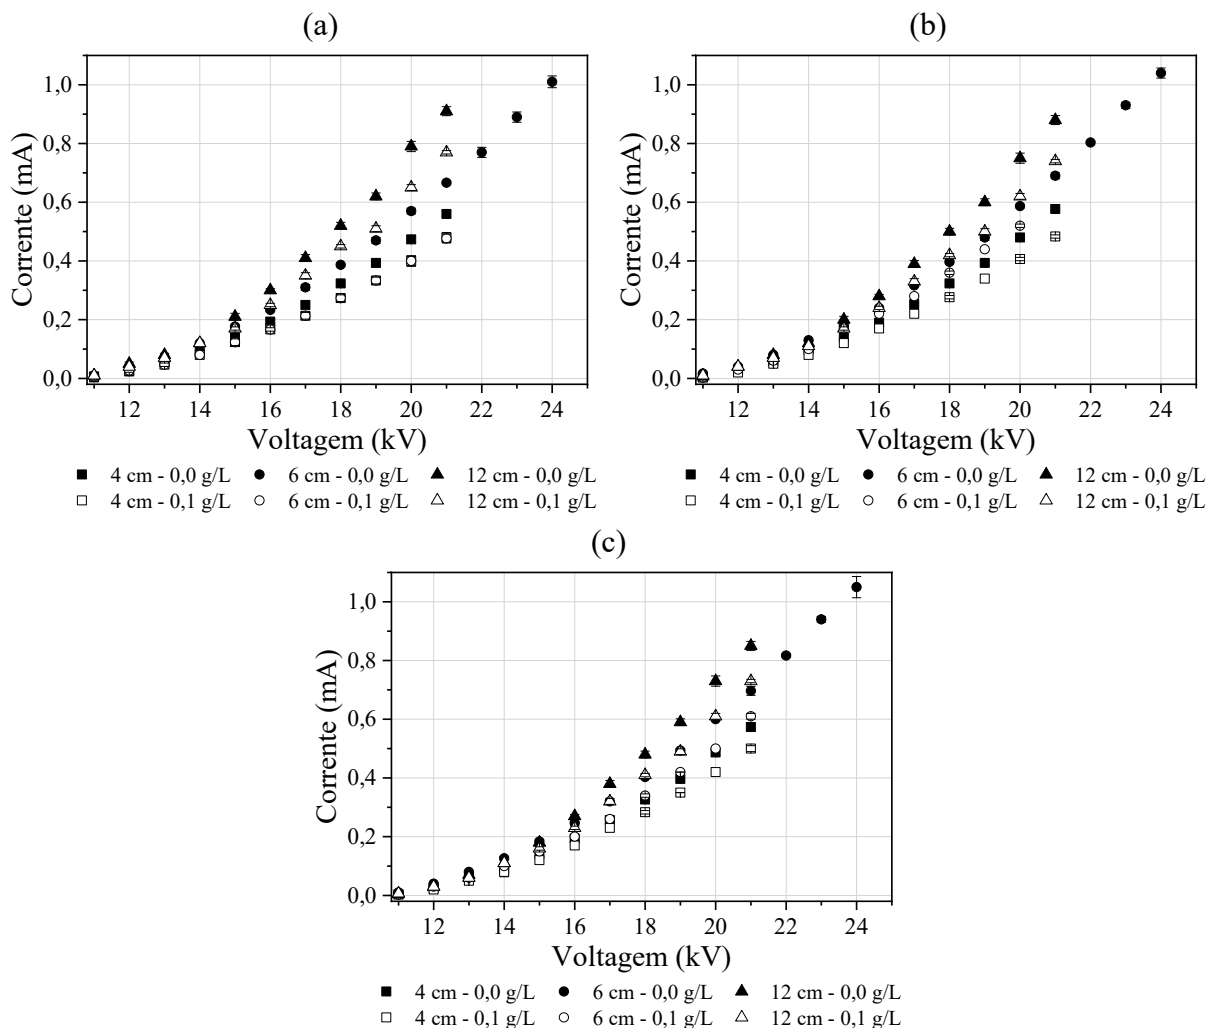 (a)
Corrente (mA)
1,0
0,8
0,6
0,4
0,2
0,0
12 14 16 18 20 22 24
Voltagem (kV)
4 cm - 0,0 g/L 6 cm - 0,0 g/L 12 cm - 0,0 g/L
4 cm - 0,1 g/L 6 cm - 0,1 g/L 12 cm - 0,1 g/L
(b)
Corrente (mA)
1,0
0,8
0,6
0,4
0,2
0,0
12 14 16 18 20 22 24
Voltagem (kV)
4 cm - 0,0 g/L 6 cm - 0,0 g/L 12 cm - 0,0 g/L
4 cm - 0,1 g/L 6 cm - 0,1 g/L 12 cm - 0,1 g/L
(c)
Corrente (mA)
1,0
0,8
0,6
0,4
0,2
0,0
12 14 16 18 20 22 24
Voltagem (kV)
4 cm - 0,0 g/L 6 cm - 0,0 g/L 12 cm - 0,0 g/L
4 cm - 0,1 g/L 6 cm - 0,1 g/L 12 cm - 0,1 g/L